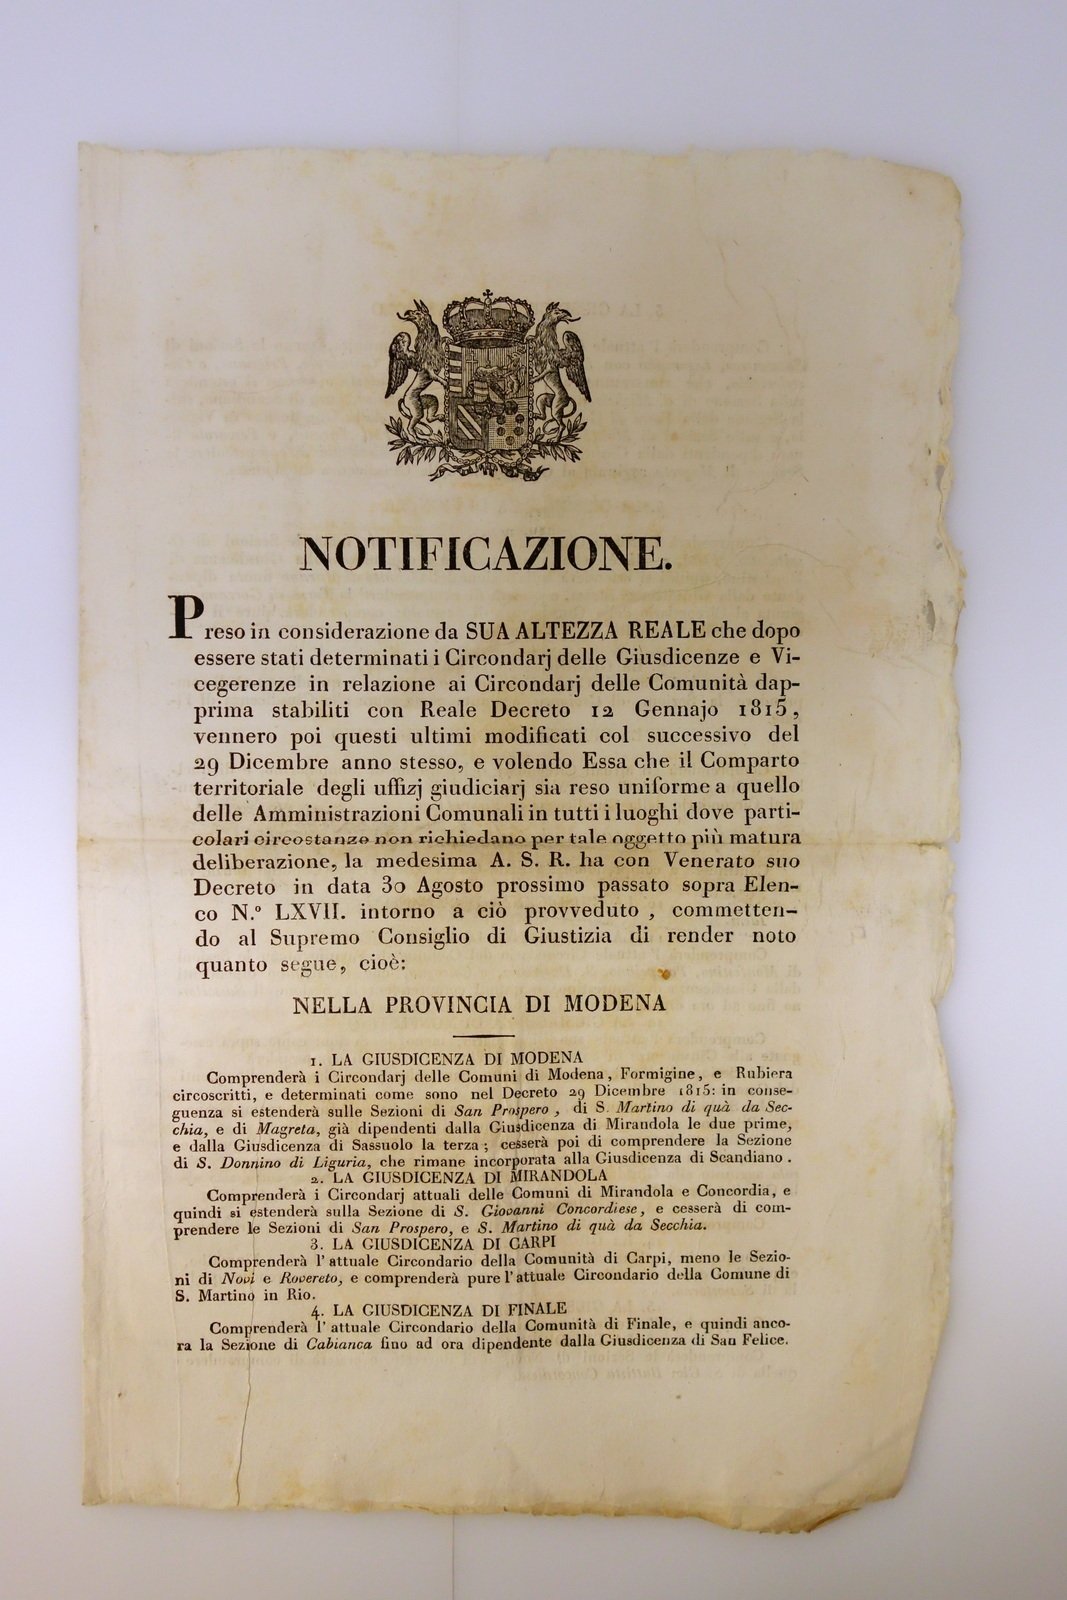 NOTIFICAZIONE.
Preso in considerazione da SUA ALTEZZA REALE che dopo
essere stati determinati i Circondarj delle Giusdicenze e Vi-
cegerenze in relazione ai Circondarj delle Comunità dap-
prima stabiliti con Reale Decreto 12 Gennajo 1815,
vennero poi questi ultimi modificati col successivo del
29 Dicembre anno stesso, e volendo Essa che il Comparto
territoriale degli uffizj giudiciarj sia reso uniforme a quello
delle Amministrazioni Comunali in tutti i luoghi dove parti-
colari circostanze non richiedano per tale oggetto più matura
deliberazione, la medesima A. S. R. ha con Venerato suo
Decreto in data 30 Agosto prossimo passato sopra Elen-
co N.º LXVII. intorno a ciò provveduto, commetten-
do al Supremo Consiglio di Giustizia di render noto
quanto segue, cioè:
NELLA PROVINCIA DI MODENA
1. LA GIUSDICENZA DI MODENA
Comprenderà i Circondarj delle Comuni di Modena, Formigine, e Rubiera
circoscritti, e determinati come sono nel Decreto 29 Dicembre 1815: in conse-
guenza si estenderà sulle Sezioni di San Prospero, di S. Martino di quà da Sec-
chia, e di Magreta, già dipendenti dalla Giusdicenza di Mirandola le due prime,
e dalla Giusdicenza di Sassuolo la terza; cesserà poi di comprendere la Sezione
di S. Donnino di Liguria, che rimane incorporata alla Giusdicenza di Scandiano.
2. LA GIUSDICENZA DI MIRANDOLA
Comprenderà i Circondarj attuali delle Comuni di Mirandola e Concordia, e
quindi si estenderà sulla Sezione di S. Giovanni Concordiese, e cesserà di com-
prendere le Sezioni di San Prospero, e S. Martino di quà da Secchia.
3. LA GIUSDICENZA DI CARPI
Comprenderà l'attuale Circondario della Comunità di Carpi, meno le Sezio-
ni di Novi e Rovereto, e comprenderà pure l'attuale Circondario della Comune di
S. Martino in Rio.
4. LA GIUSDICENZA DI FINALE
Comprenderà l'attuale Circondario della Comunità di Finale, e quindi anco-
ra la Sezione di Cabianca fino ad ora dipendente dalla Giusdicenza di San Felice.